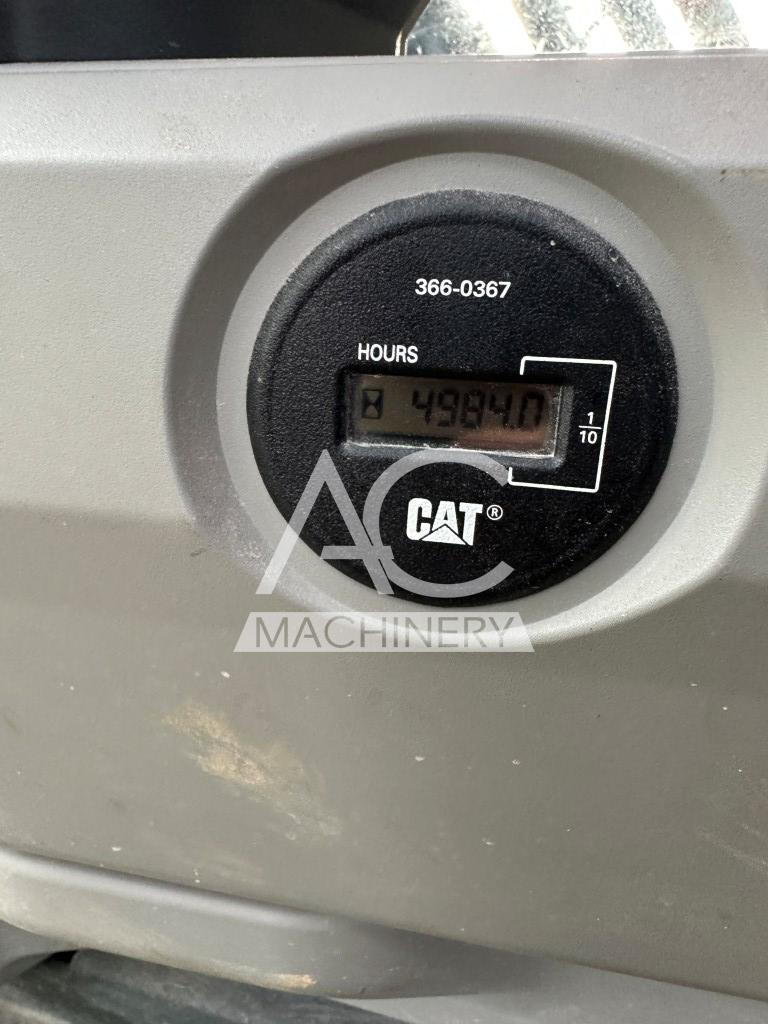 366-0367
HOURS
49840
1
10
CAT®
AC
MACHINERY